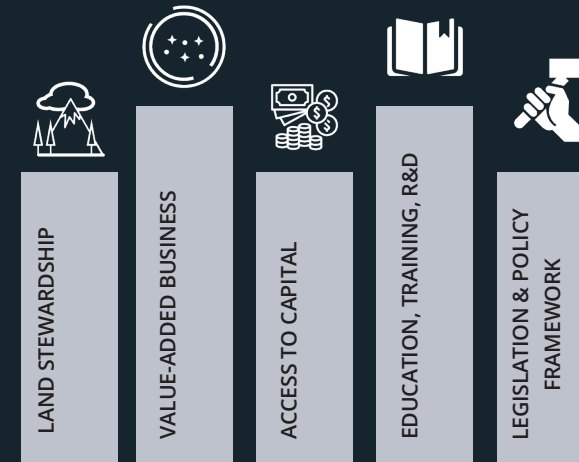 LAND STEWARDSHIP
VALUE-ADDED BUSINESS
ACCESS TO CAPITAL
EDUCATION, TRAINING, R&D
LEGISLATION & POLICY
FRAMEWORK